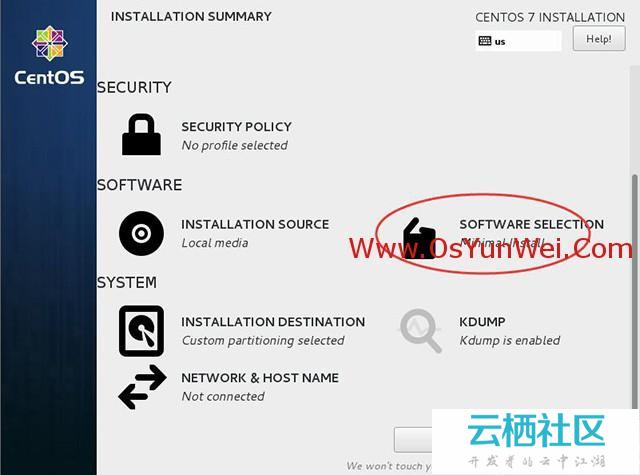 INSTALLATION SUMMARY
CENTOS 7 INSTALLATION
us
Help!
CentOS
SECURITY
SECURITY POLICY
No profile selected
SOFTWARE
INSTALLATION SOURCE
Local media
SOFTWARE SELECTION
Minimal Install
Www.OsYunWei.Com
SYSTEM
INSTALLATION DESTINATION
Custom partitioning selected
KDUMP
Kdump is enabled
NETWORK & HOST NAME
Not connected
We won't touch
云栖社区
开发者的云中江湖